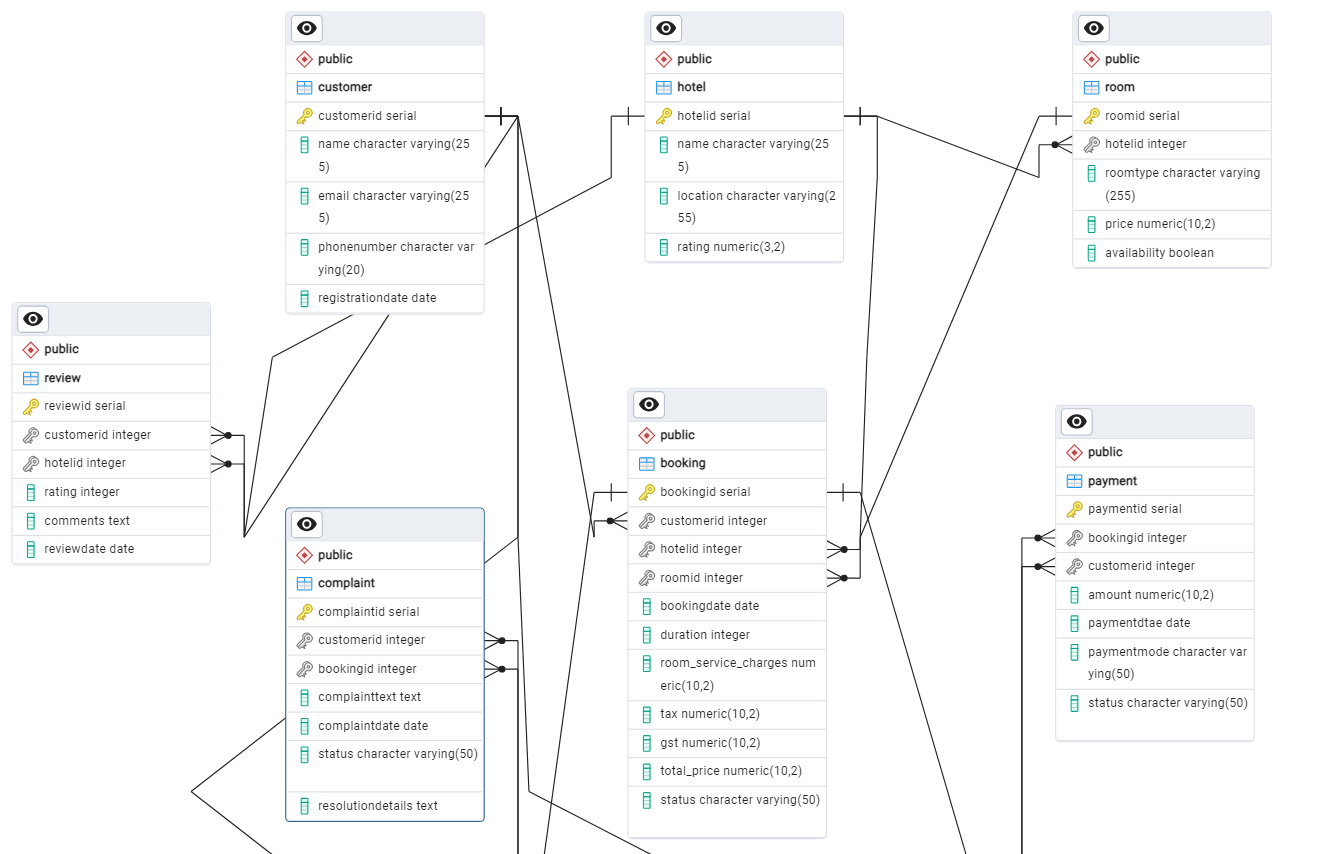 public
customer
customerid serial
name character varying(25
5)
email character varying(25
5)
phonenumber character var
ying(20)
registrationdate date
public
hotel
hotelid serial
name character varying(25
5)
location character varying(2
55)
rating numeric(3,2)
public
room
roomid serial
hotelid integer
roomtype character varying
(255)
price numeric(10,2)
availability boolean
public
review
reviewid serial
customerid integer
hotelid integer
rating integer
comments text
reviewdate date
public
complaint
complaintid serial
customerid integer
bookingid integer
complainttext text
complaintdate date
status character varying(50)
resolutiondetails text
public
booking
bookingid serial
customerid integer
hotelid integer
roomid integer
bookingdate date
duration integer
room_service_charges num
eric(10,2)
tax numeric(10,2)
gst numeric(10,2)
total_price numeric(10,2)
status character varying(50)
public
payment
paymentid serial
bookingid integer
customerid integer
amount numeric(10,2)
paymentdtae date
paymentmode character var
ying(50)
status character varying(50)